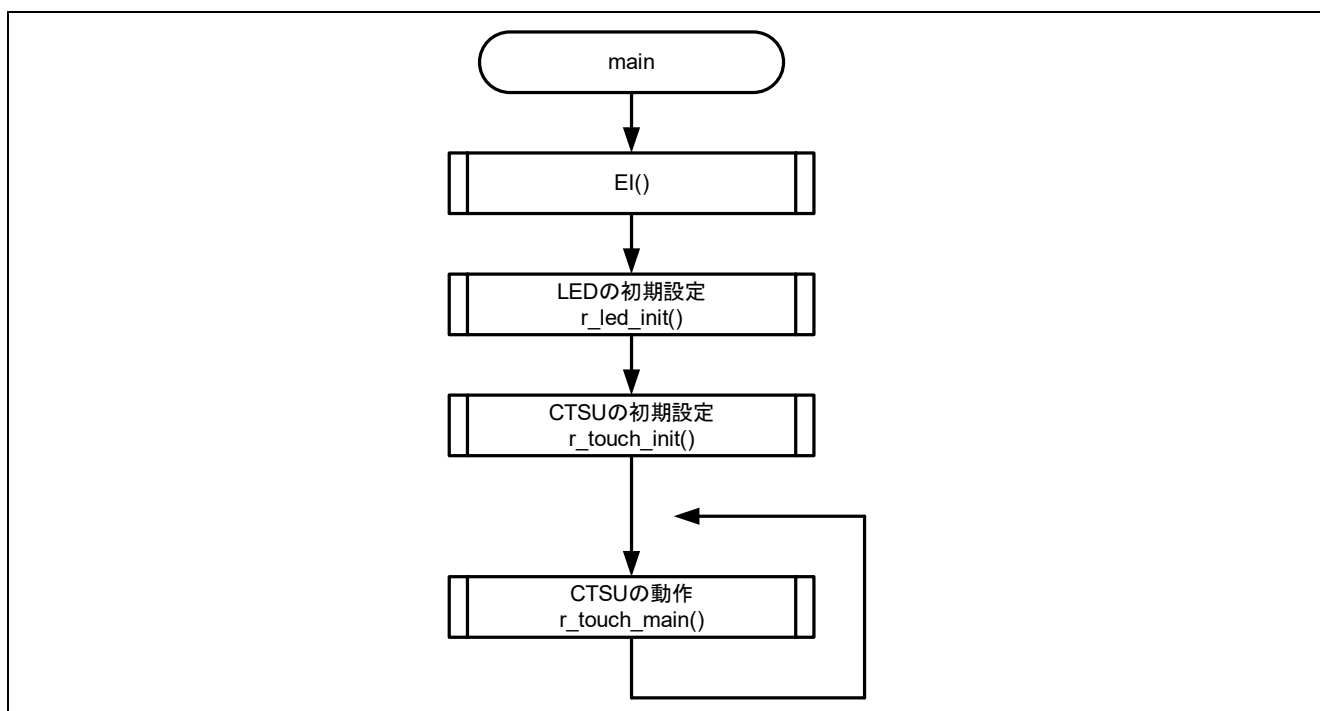 main
EI()
LEDの初期設定
r_led_init()
CTSUの初期設定
r_touch_init()
CTSUの動作
r_touch_main()